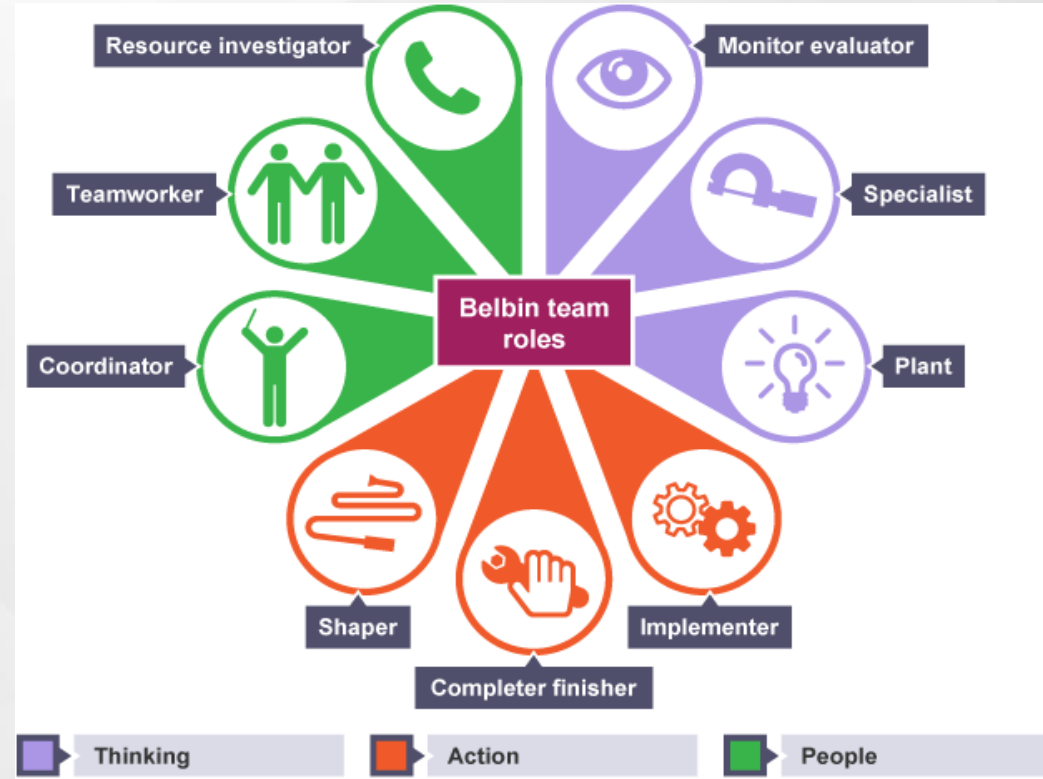 Resource investigator
Monitor evaluator
Teamworker
Specialist
Belbin team
roles
Coordinator
Plant
Shaper
Implementer
Completer finisher
Thinking
Action
People